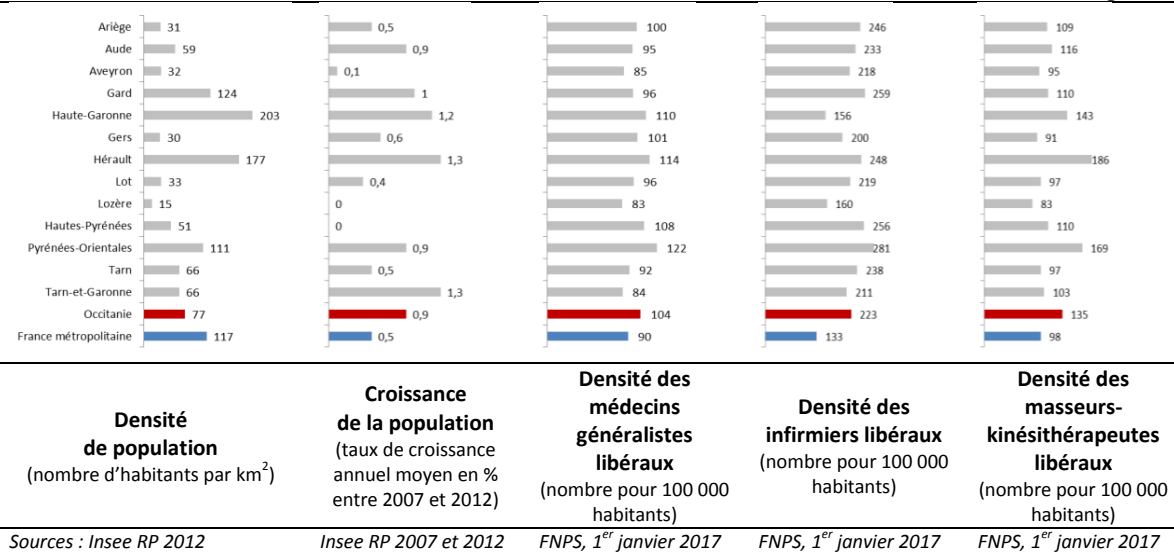 Ariège 31 0,5 100 246 109
Aude 59 0,9 95 233 116
Aveyron 32 0,1 85 218 95
Gard 124 1 96 259 110
Haute-Garonne 203 1,2 110 156 143
Gers 30 0,6 101 200 91
Hérault 177 1,3 114 248 186
Lot 33 0,4 96 219 97
Lozère 15 0 83 160 83
Hautes-Pyrénées 51 0 108 256 110
Pyrénées-Orientales 111 0,9 122 281 169
Tarn 66 0,5 92 238 97
Tarn-et-Garonne 66 1,3 84 211 103
Occitanie 77 0,9 104 223 135
France métropolitaine 117 0,5 90 133 98
Densité
de population
(nombre d'habitants par km²)
Croissance
de la population
(taux de croissance
annuel moyen en %
entre 2007 et 2012)
Densité des
médecins
généralistes
libéraux
(nombre pour 100 000
habitants)
Densité des
infirmiers libéraux
(nombre pour 100 000
habitants)
Densité des
masseurs-
kinésithérapeutes
libéraux
(nombre pour 100 000
habitants)
Sources : Insee RP 2012 Insee RP 2007 et 2012 FNPS, 1er janvier 2017 FNPS, 1er janvier 2017 FNPS, 1er janvier 2017